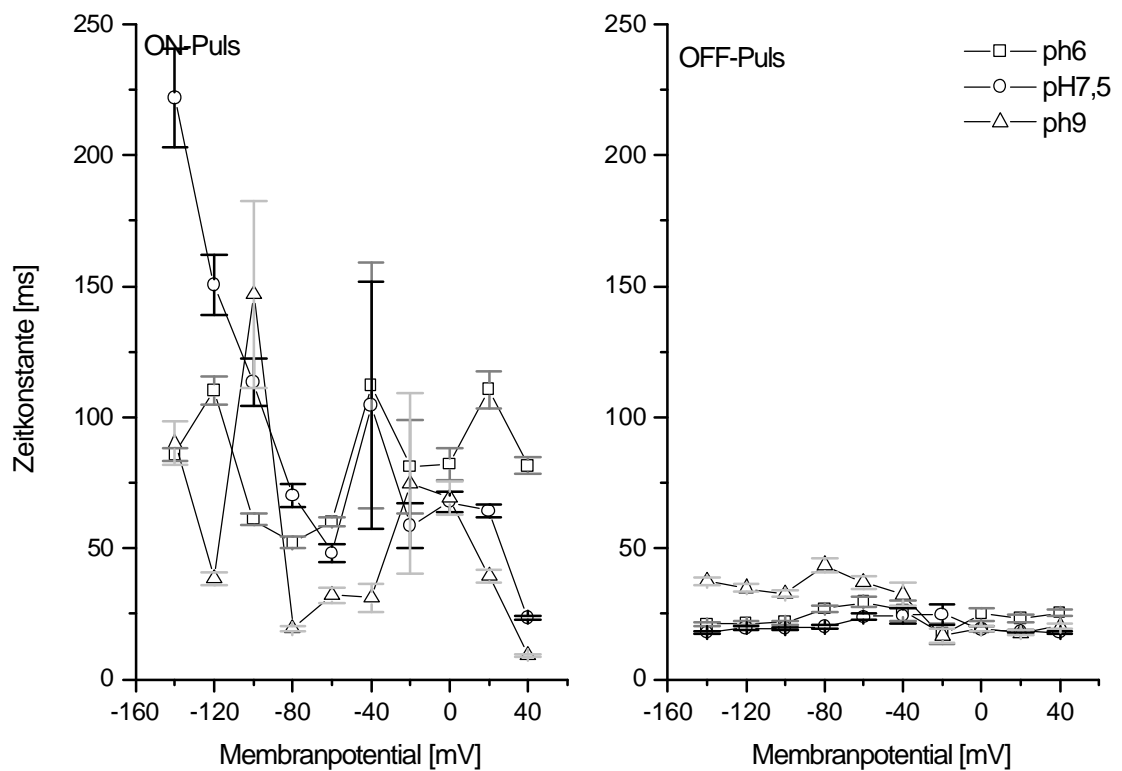 ON-Puls
250
200
150
100
50
0
Zeitkonstante [ms]
-160 -120 -80 -40 0 40
Membranpotential [mV]
OFF-Puls
ph6
pH7,5
ph9
250
200
150
100
50
0
-160 -120 -80 -40 0 40
Membranpotential [mV]